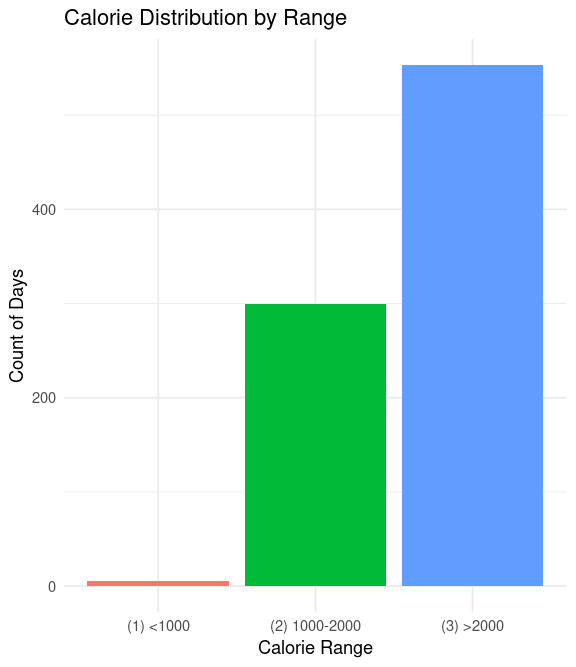 Calorie Distribution by Range
Count of Days
400
200
0
(1) <1000
(2) 1000-2000
(3) >2000
Calorie Range